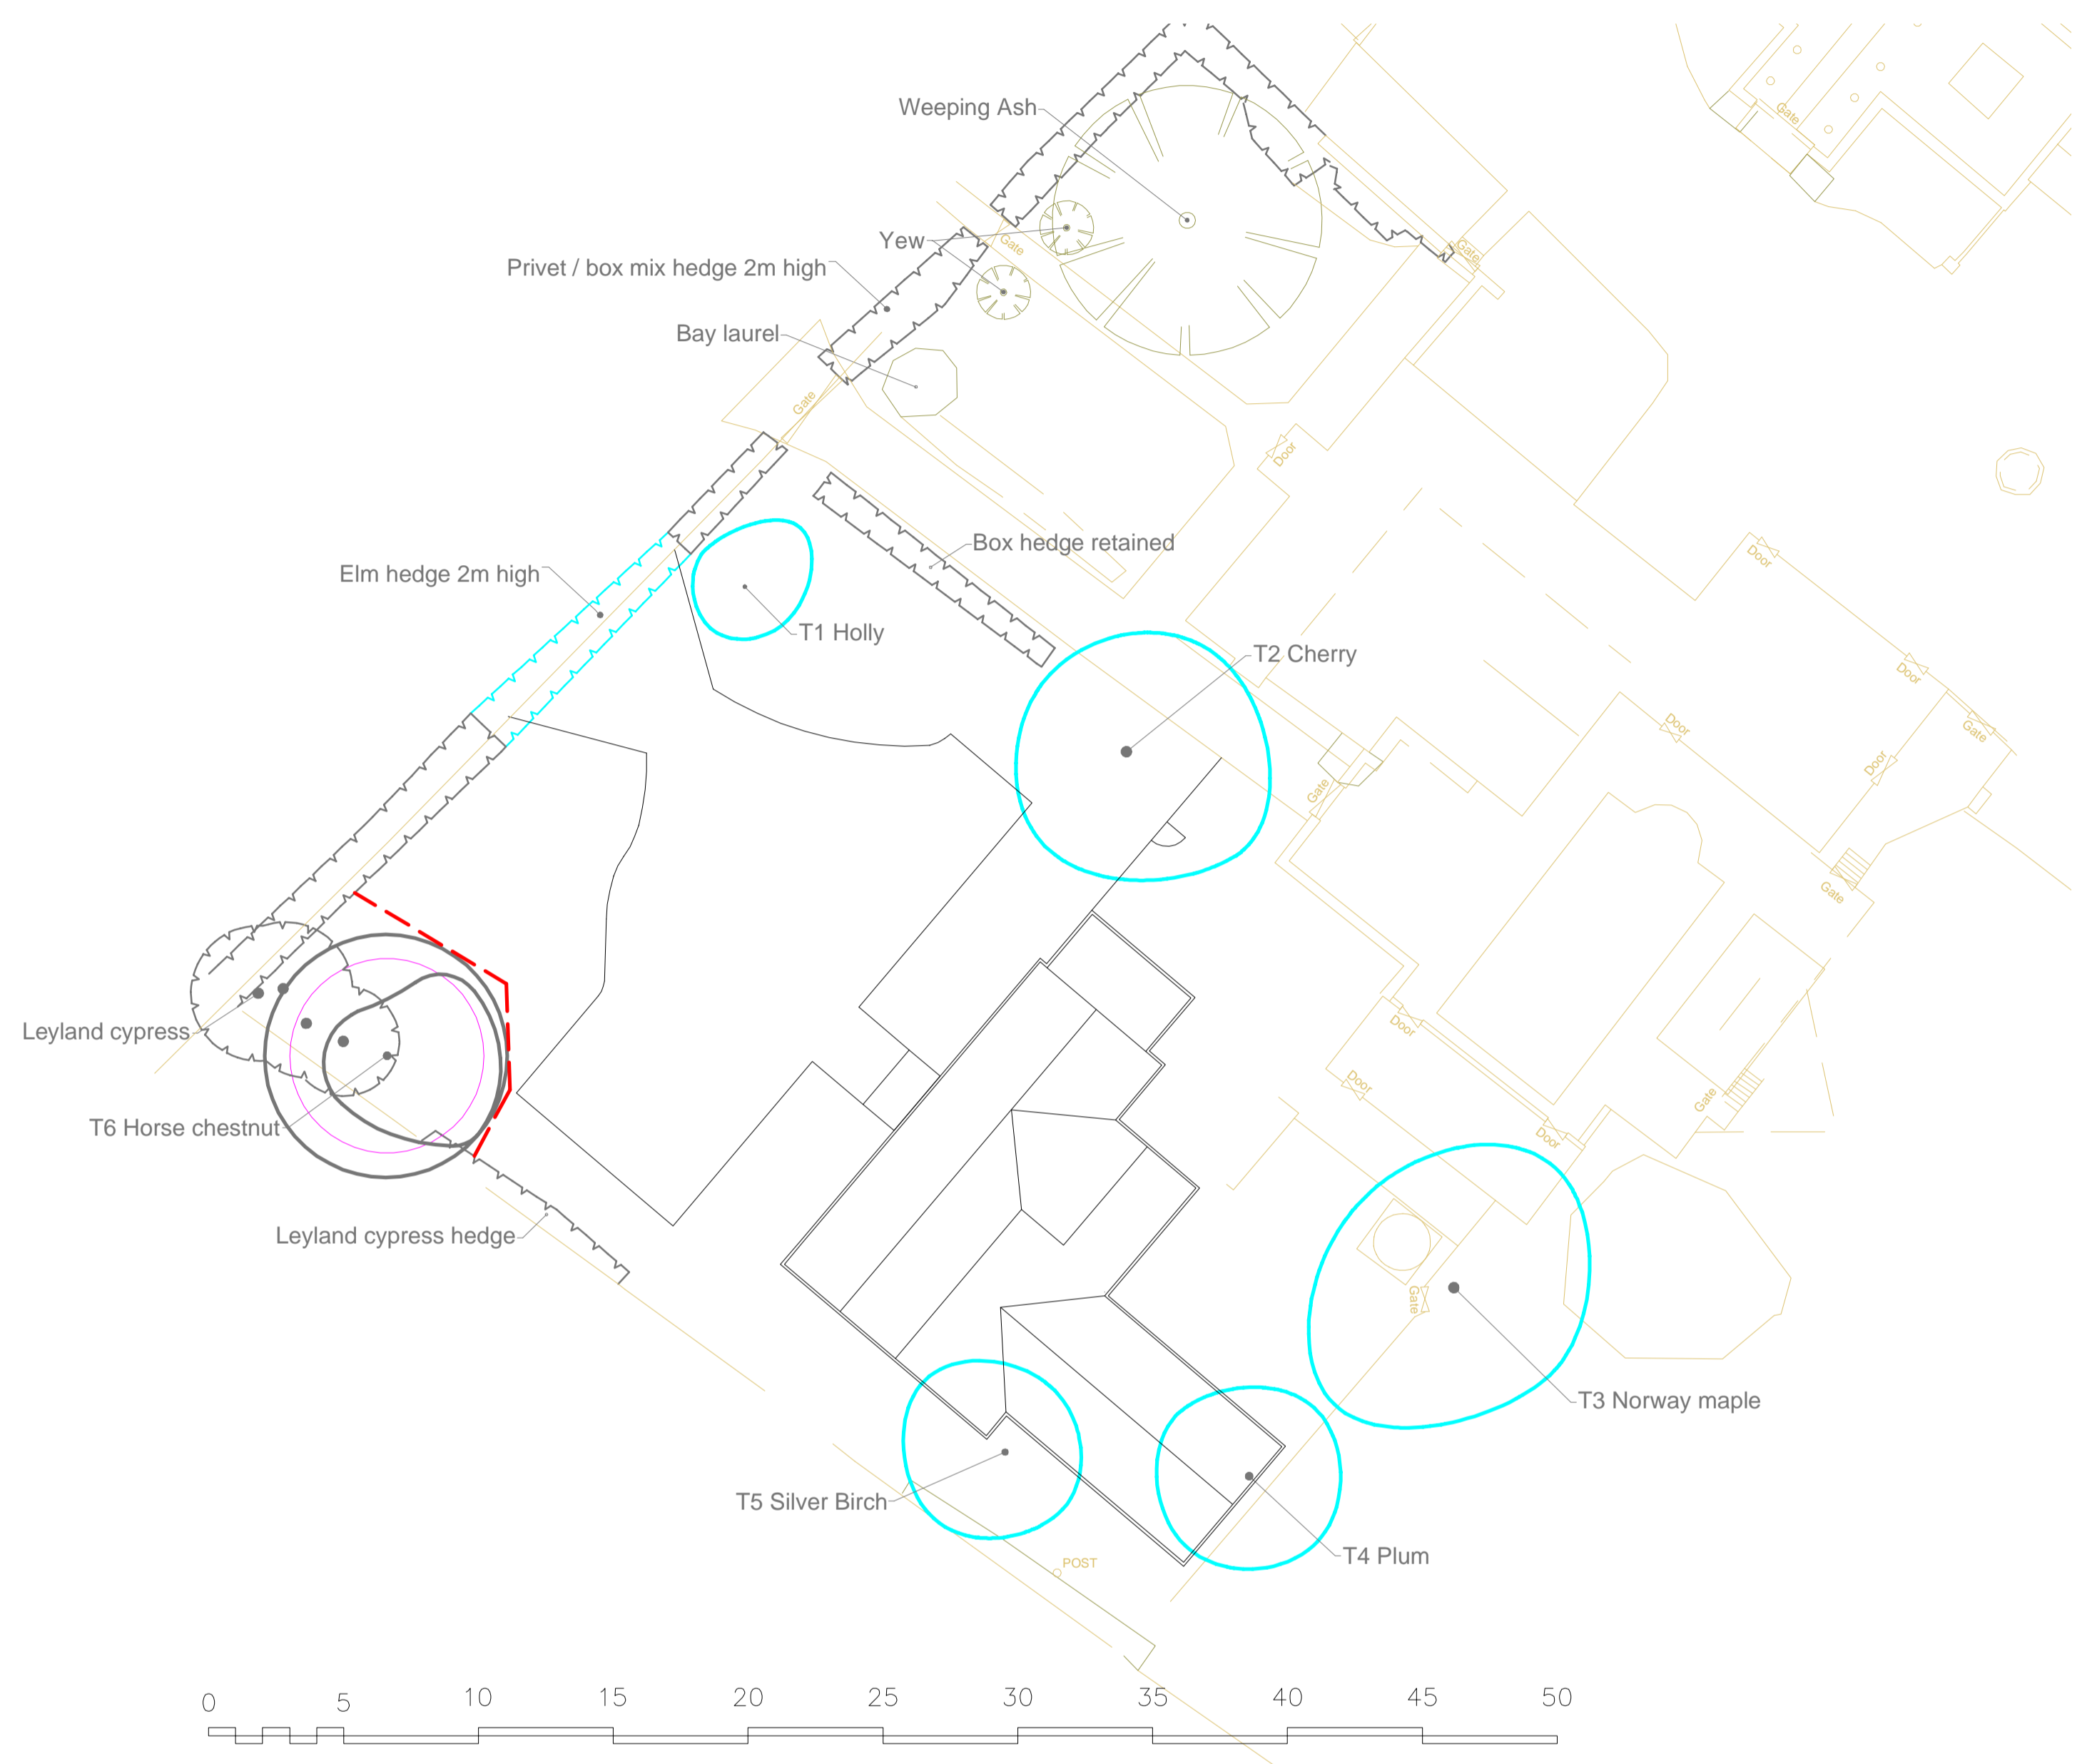 Weeping Ash
Gate
Yew
Gate
Gate
Privet / box mix hedge 2m high
Bay laurel
Gate
Door
Box hedge retained
Door
Elm hedge 2m high
T1 Holly
T2 Cherry
Door
Door
Gate
Door
Gate
Gate
Leyland cypress
Door
Door
Gate
T6 Horse chestnut
Door
Leyland cypress hedge
Gate
T3 Norway maple
T5 Silver Birch
T4 Plum
POST
0 5 10 15 20 25 30 35 40 45 50